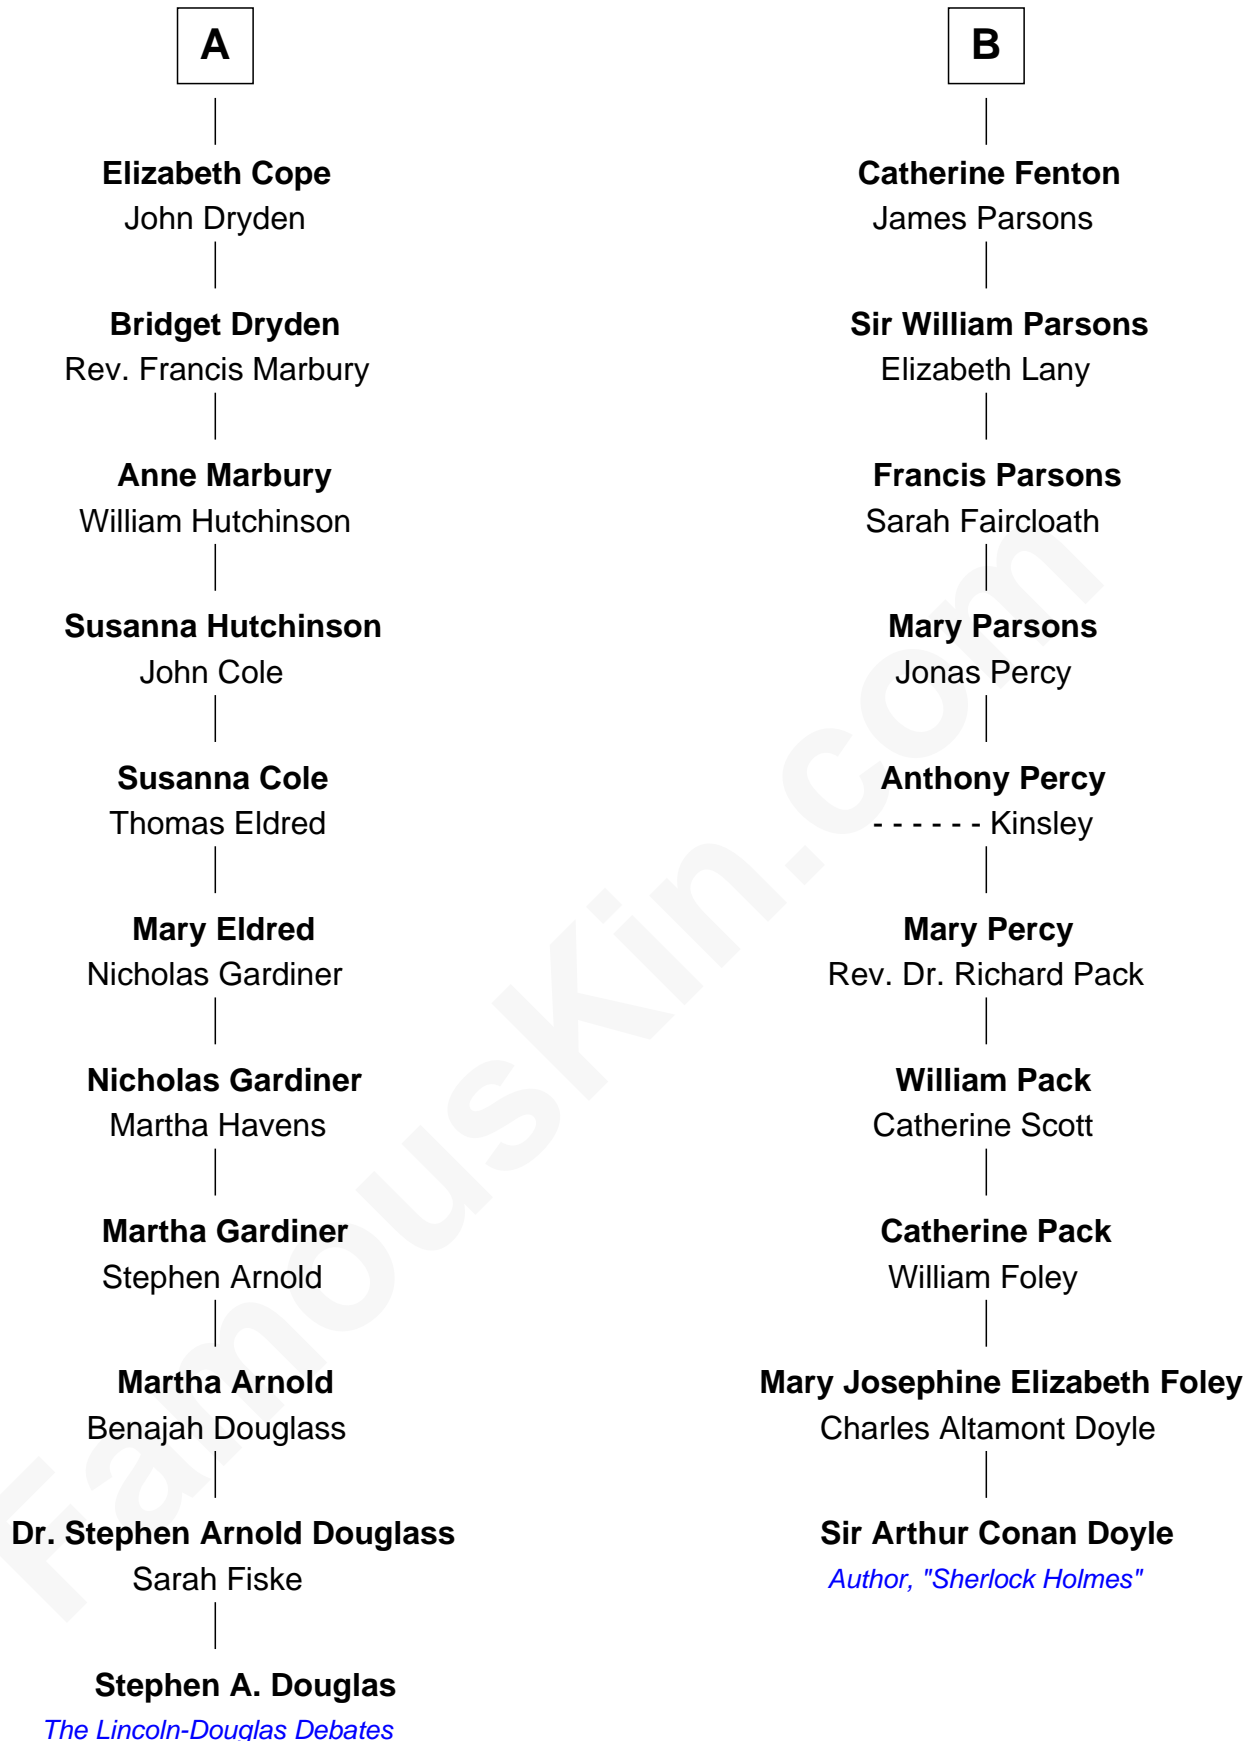 A
Elizabeth Cope
John Dryden
Bridget Dryden
Rev. Francis Marbury
Anne Marbury
William Hutchinson
Susanna Hutchinson
John Cole
Susanna Cole
Thomas Eldred
Mary Eldred
Nicholas Gardiner
Nicholas Gardiner
Martha Havens
Martha Gardiner
Stephen Arnold
Martha Arnold
Benajah Douglass
Dr. Stephen Arnold Douglass
Sarah Fiske
Stephen A. Douglas
The Lincoln-Douglas Debates
B
Catherine Fenton
James Parsons
Sir William Parsons
Elizabeth Lany
Francis Parsons
Sarah Faircloath
Mary Parsons
Jonas Percy
Anthony Percy
- - - - - - Kinsley
Mary Percy
Rev. Dr. Richard Pack
William Pack
Catherine Scott
Catherine Pack
William Foley
Mary Josephine Elizabeth Foley
Charles Altamont Doyle
Sir Arthur Conan Doyle
Author, "Sherlock Holmes"
FamousKin.com